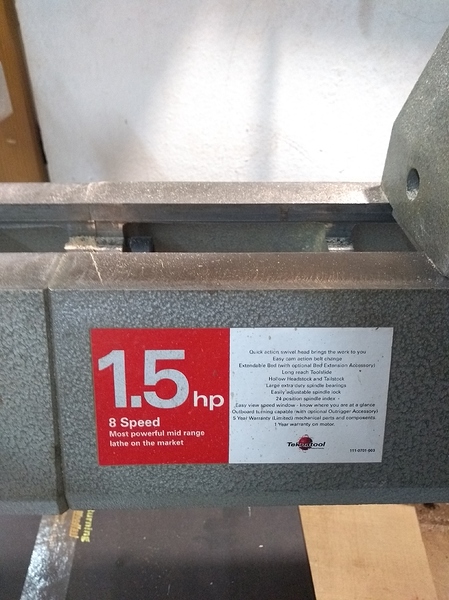 1.5 hp
8 Speed
Most powerful mid range
lathe on the market
Quick action swivel head brings the work to you
Easy cam action belt change
Extendable Bed (with optional Bed Extension Accessory)
Long reach Toolslide
Hollow Headstock and Tailstock
Large extra duty spindle bearings
Easily adjustable spindle lock
24 position spindle index
Easy view speed window - know where you are at a glance
Outboard turning capable (with optional Outrigger Accessory)
5 Year Warranty (Limited) mechanical parts and components
1 Year warranty on motor
Teknatool
turning